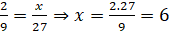 2/9 = x/27 ⇒ x = 2.27/9 = 6